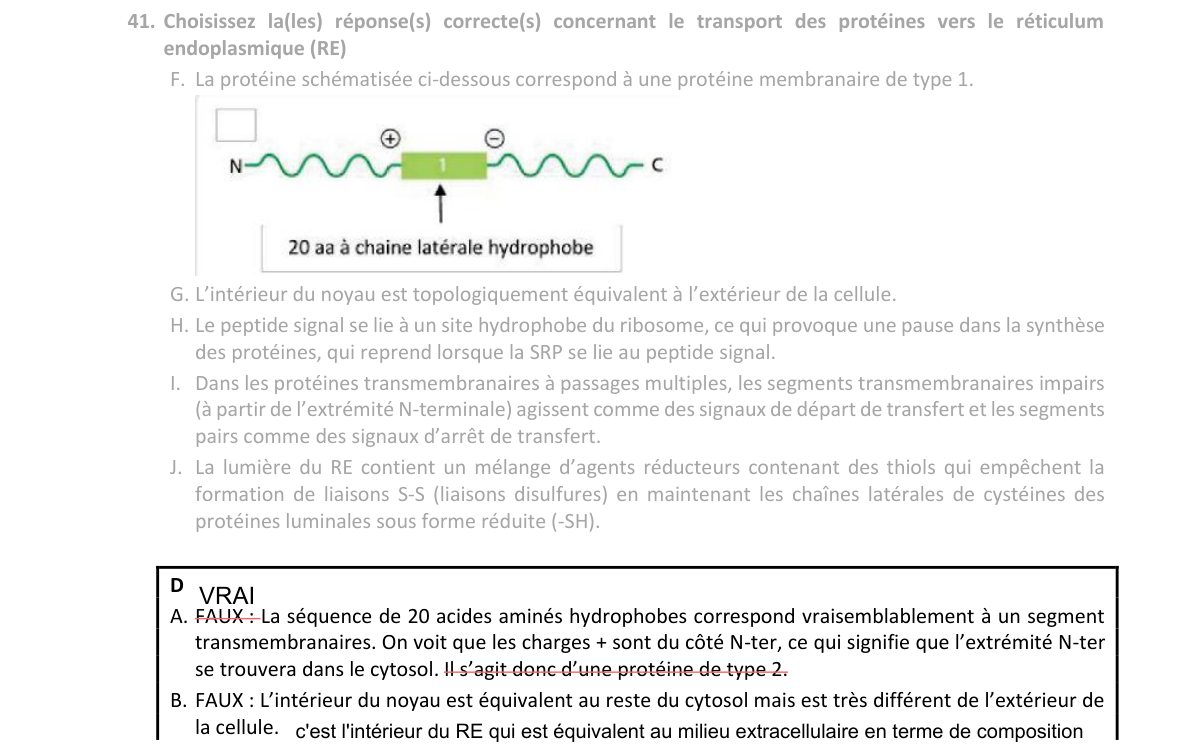 41. Choisissez la(les) réponse(s) correcte(s) concernant le transport des protéines vers le réticulum
endoplasmique (RE)
F. La protéine schématisée ci-dessous correspond à une protéine membranaire de type 1.
+ −
N 1 C
20 aa à chaine latérale hydrophobe
G. L’intérieur du noyau est topologiquement équivalent à l’extérieur de la cellule.
H. Le peptide signal se lie à un site hydrophobe du ribosome, ce qui provoque une pause dans la synthèse
des protéines, qui reprend lorsque la SRP se lie au peptide signal.
I. Dans les protéines transmembranaires à passages multiples, les segments transmembranaires impairs
(à partir de l’extrémité N-terminale) agissent comme des signaux de départ de transfert et les segments
pairs comme des signaux d’arrêt de transfert.
J. La lumière du RE contient un mélange d’agents réducteurs contenant des thiols qui empêchent la
formation de liaisons S-S (liaisons disulfures) en maintenant les chaînes latérales de cystéines des
protéines luminales sous forme réduite (-SH).
D
VRAI
A. FAUX : La séquence de 20 acides aminés hydrophobes correspond vraisemblablement à un segment
transmembranaires. On voit que les charges + sont du côté N-ter, ce qui signifie que l’extrémité N-ter
se trouvera dans le cytosol. Il s’agit donc d’une protéine de type 2.
B. FAUX : L’intérieur du noyau est équivalent au reste du cytosol mais est très différent de l’extérieur de
la cellule. c'est l'intérieur du RE qui est équivalent au milieu extracellulaire en terme de composition